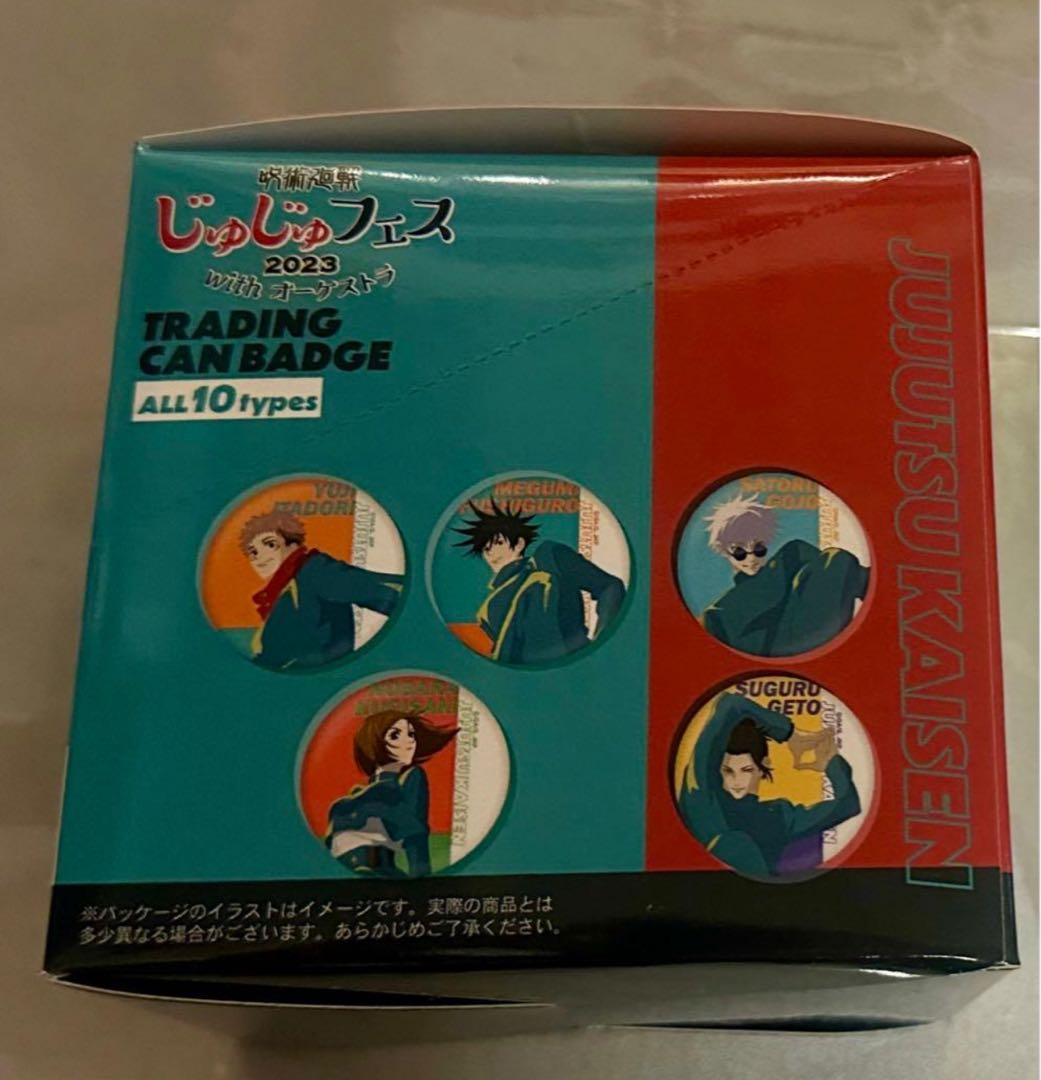 呪術廻戦
じゅじゅフェス
2023
with オーケストラ
TRADING
CAN BADGE
ALL 10 types
JUJUTSU KAISEN
YUJI
ITADORI
MEGUMI
FUSHIGURO
SATORU
GOJO
NOBARA
KUGISAKI
JUJUTSU KAISEN
SUGURU
GETO
※パッケージのイラストはイメージです。実際の商品とは
多少異なる場合がございます。あらかじめご了承ください。